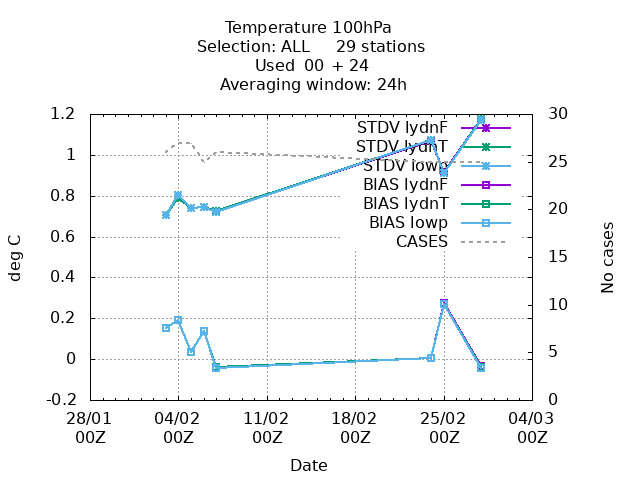 Temperature 100hPa
Selection: ALL 29 stations
Used 00 + 24
Averaging window: 24h
1.2
1
0.8
0.6
0.4
0.2
0
-0.2
deg C
30
25
20
15
10
5
0
No cases
STDV lydnF
STDV lydnT
STDV lowp
BIAS lydnF
BIAS lydnT
BIAS lowp
CASES
28/01 04/02 11/02 18/02 25/02 04/03
00Z 00Z 00Z 00Z 00Z 00Z
Date